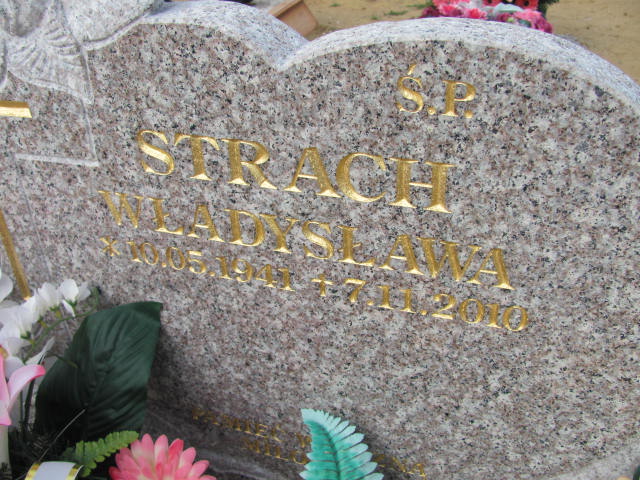 Ś.P.
STRACH
WŁADYSŁAWA
x 10.05.1941 + 7.11.2010